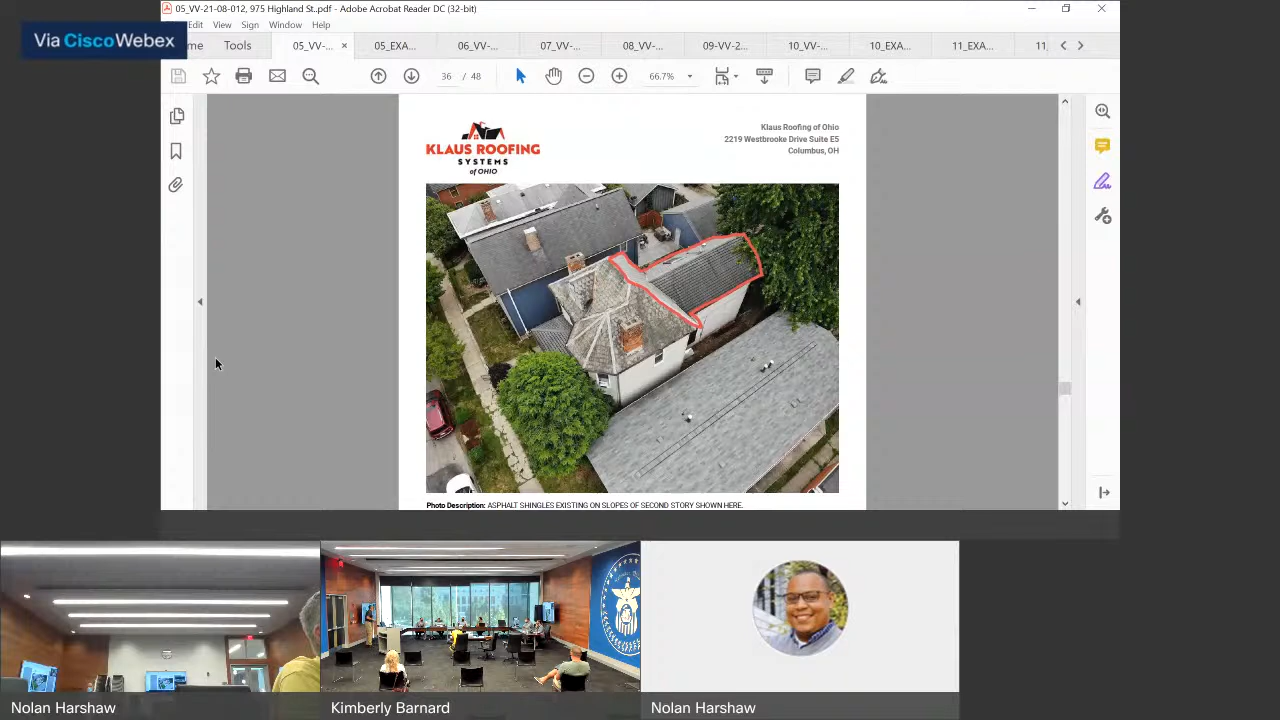 05_VV-21-08-012, 975 Highland St..pdf - Adobe Acrobat Reader DC (32-bit)
Edit View Sign Window Help
Via CiscoWebex
me Tools 05_VV-... × 05_EXA... 06_VV-... 07_VV-... 08_VV-... 09-VV-2... 10_VV-... 10_EXA... 11_EXA... 11
36 / 48 66.7%
KLAUS ROOFING
SYSTEMS
of OHIO
Klaus Roofing of Ohio
2219 Westbrooke Drive Suite E5
Columbus, OH
Photo Description: ASPHALT SHINGLES EXISTING ON SLOPES OF SECOND STORY SHOWN HERE.
Nolan Harshaw
Kimberly Barnard
Nolan Harshaw